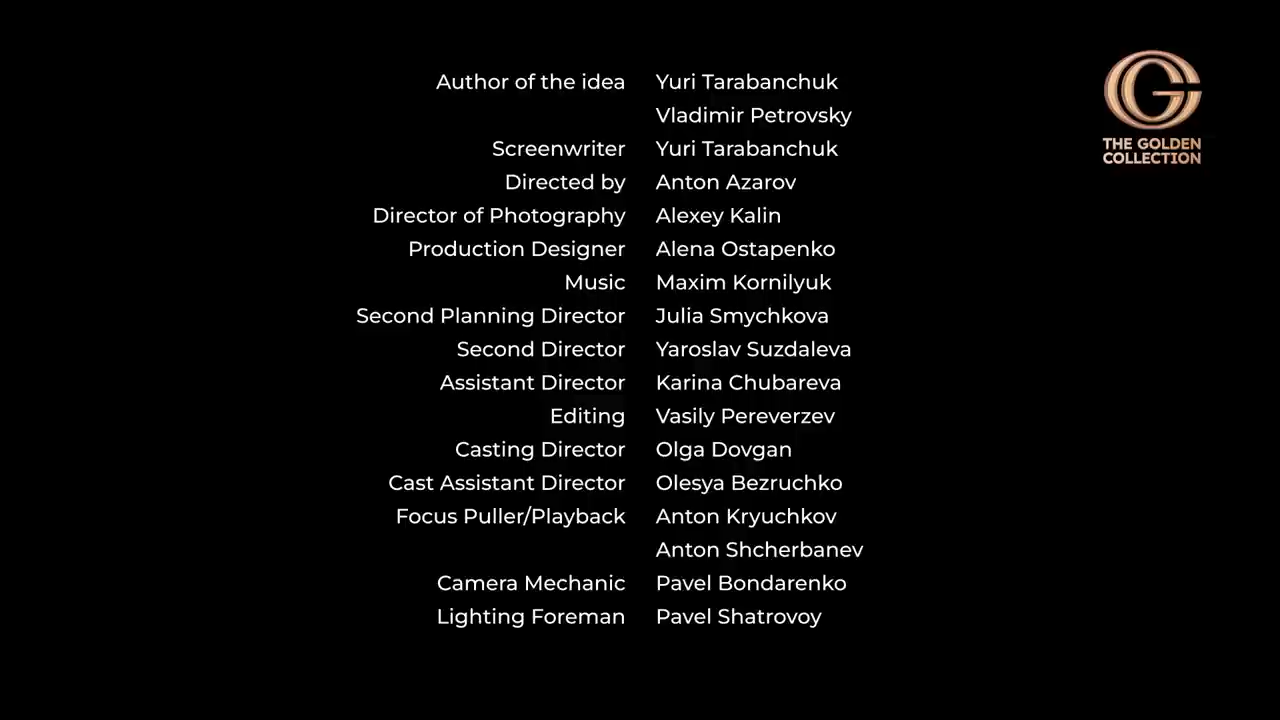 Author of the idea Yuri Tarabanchuk
Vladimir Petrovsky
Screenwriter Yuri Tarabanchuk
Directed by Anton Azarov
Director of Photography Alexey Kalin
Production Designer Alena Ostapenko
Music Maxim Kornilyuk
Second Planning Director Julia Smychkova
Second Director Yaroslav Suzdaleva
Assistant Director Karina Chubareva
Editing Vasily Pereverzev
Casting Director Olga Dovgan
Cast Assistant Director Olesya Bezruchko
Focus Puller/Playback Anton Kryuchkov
Anton Shcherbanev
Camera Mechanic Pavel Bondarenko
Lighting Foreman Pavel Shatrovoy
THE GOLDEN
COLLECTION